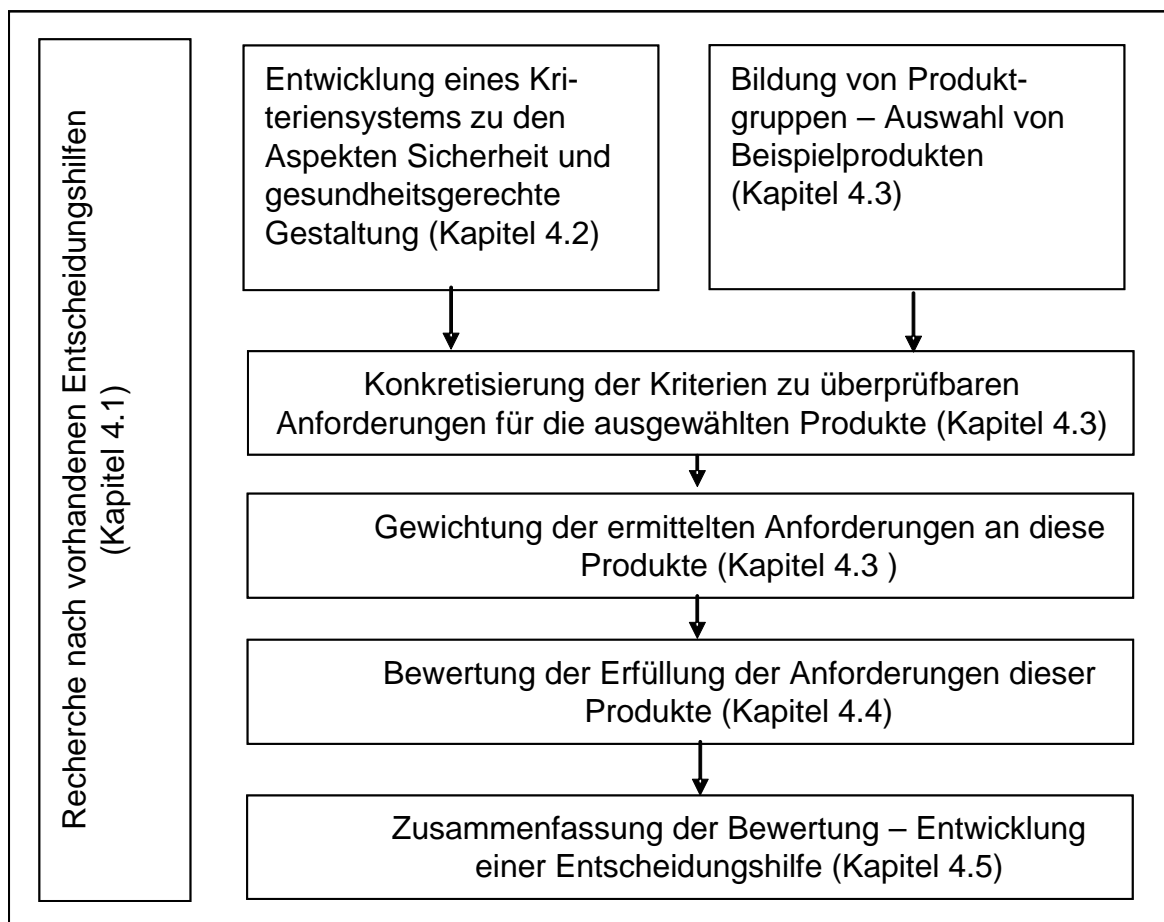 Recherche nach vorhandenen Entscheidungshilfen
(Kapitel 4.1)
Entwicklung eines Kri-
teriensystems zu den
Aspekten Sicherheit und
gesundheitsgerechte
Gestaltung (Kapitel 4.2)
Bildung von Produkt-
gruppen – Auswahl von
Beispielprodukten
(Kapitel 4.3)
Konkretisierung der Kriterien zu überprüfbaren
Anforderungen für die ausgewählten Produkte (Kapitel 4.3)
Gewichtung der ermittelten Anforderungen an diese
Produkte (Kapitel 4.3 )
Bewertung der Erfüllung der Anforderungen dieser
Produkte (Kapitel 4.4)
Zusammenfassung der Bewertung – Entwicklung
einer Entscheidungshilfe (Kapitel 4.5)